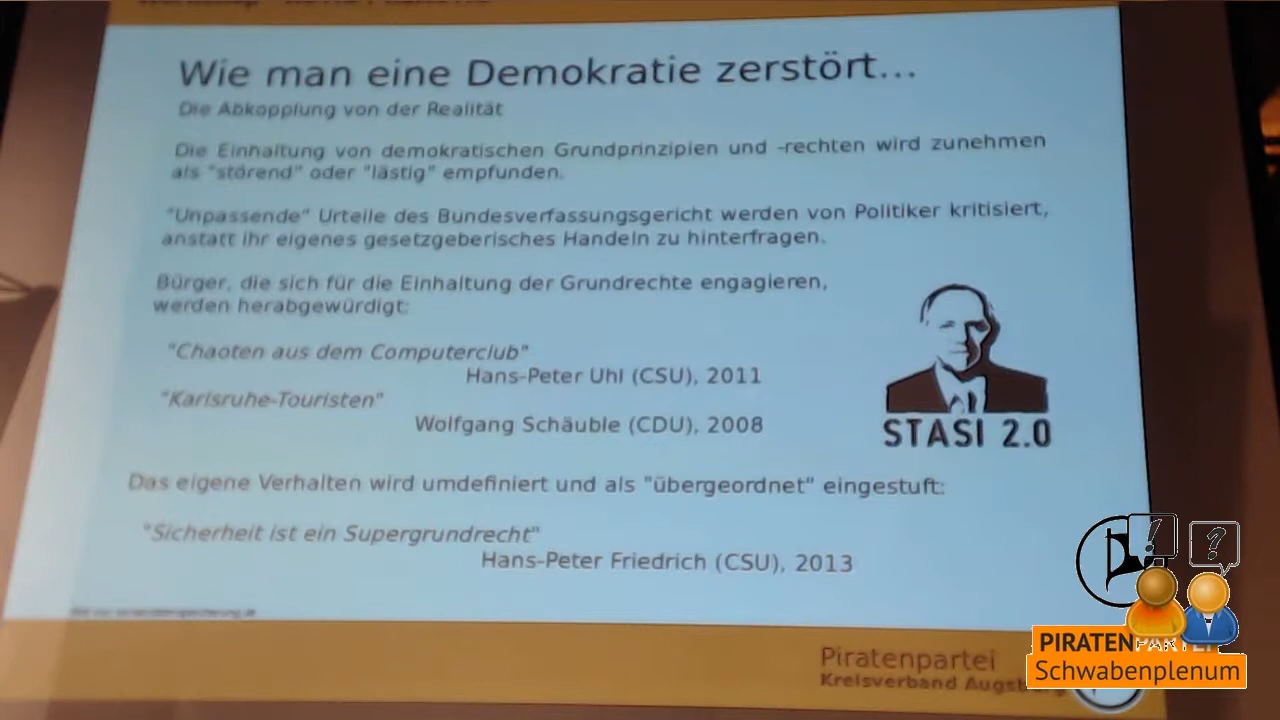 Wie man eine Demokratie zerstört...
Die Abkopplung von der Realität
Die Einhaltung von demokratischen Grundprinzipien und -rechten wird zunehmen
als "störend" oder "lästig" empfunden.
"Unpassende" Urteile des Bundesverfassungsgericht werden von Politiker kritisiert,
anstatt ihr eigenes gesetzgeberisches Handeln zu hinterfragen.
Bürger, die sich für die Einhaltung der Grundrechte engagieren,
werden herabgewürdigt:
"Chaoten aus dem Computerclub"
Hans-Peter Uhl (CSU), 2011
"Karlsruhe-Touristen"
Wolfgang Schäuble (CDU), 2008
STASI 2.0
Das eigene Verhalten wird umdefiniert und als "übergeordnet" eingestuft:
"Sicherheit ist ein Supergrundrecht"
Hans-Peter Friedrich (CSU), 2013
! ?
PIRATENPARTEI
Schwabenplenum
Piratenpartei
Kreisverband